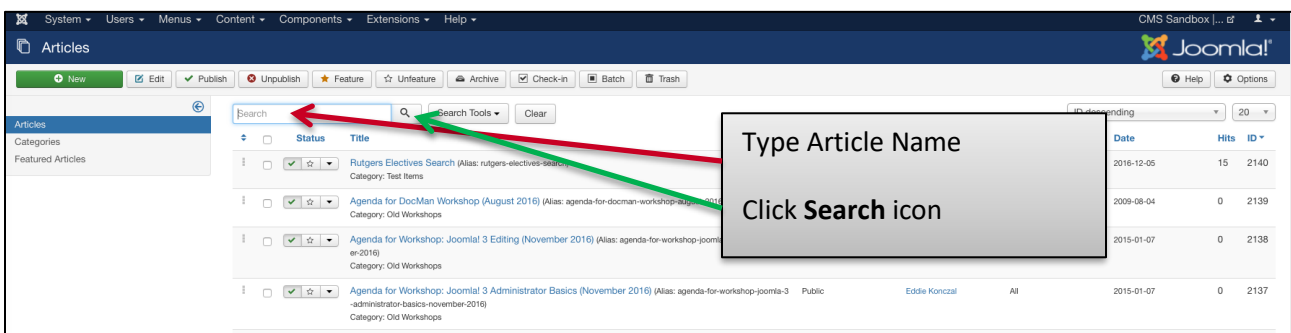 System Users Menus Content Components Extensions Help CMS Sandbox |...
Articles Joomla!®
New Edit Publish Unpublish Feature Unfeature Archive Check-in Batch Trash Help Options
Search Search Tools Clear ID descending 20
Articles
Categories
Featured Articles
Status Title Date Hits ID
Rutgers Electives Search (Alias: rutgers-electives-search) 2016-12-05 15 2140
Category: Test Items
Agenda for DocMan Workshop (August 2016) (Alias: agenda-for-docman-workshop-august-2016 2009-08-04 0 2139
Category: Old Workshops
Agenda for Workshop: Joomla! 3 Editing (November 2016) (Alias: agenda-for-workshop-joomla 2015-01-07 0 2138
er-2016)
Category: Old Workshops
Agenda for Workshop: Joomla! 3 Administrator Basics (November 2016) (Alias: agenda-for-workshop-joomla-3 Public Eddie Konczal All 2015-01-07 0 2137
-administrator-basics-november-2016)
Category: Old Workshops
Type Article Name
Click Search icon